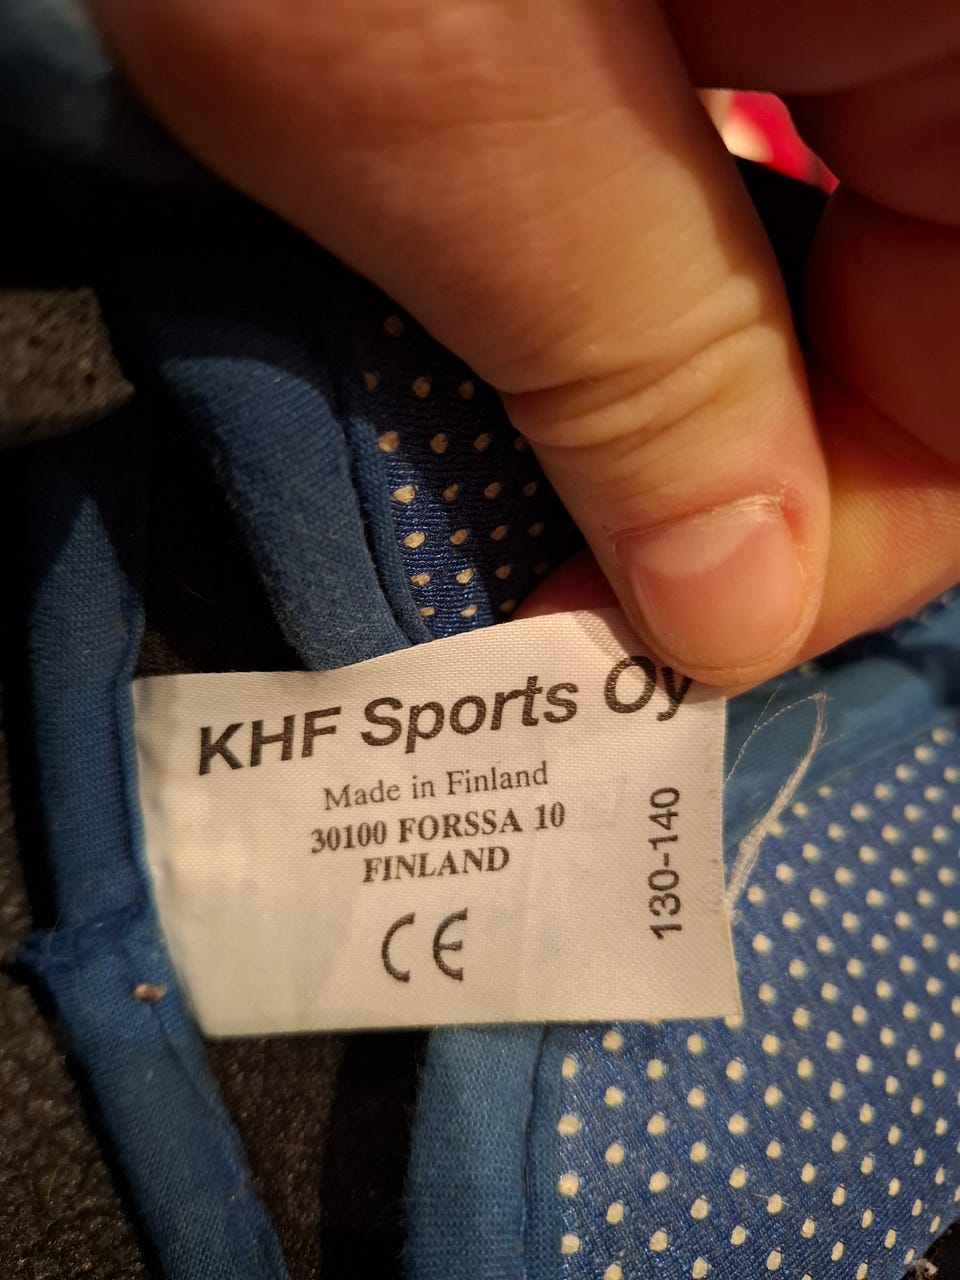 KHF Sports Oy
Made in Finland
30100 FORSSA 10
FINLAND
CE
130-140